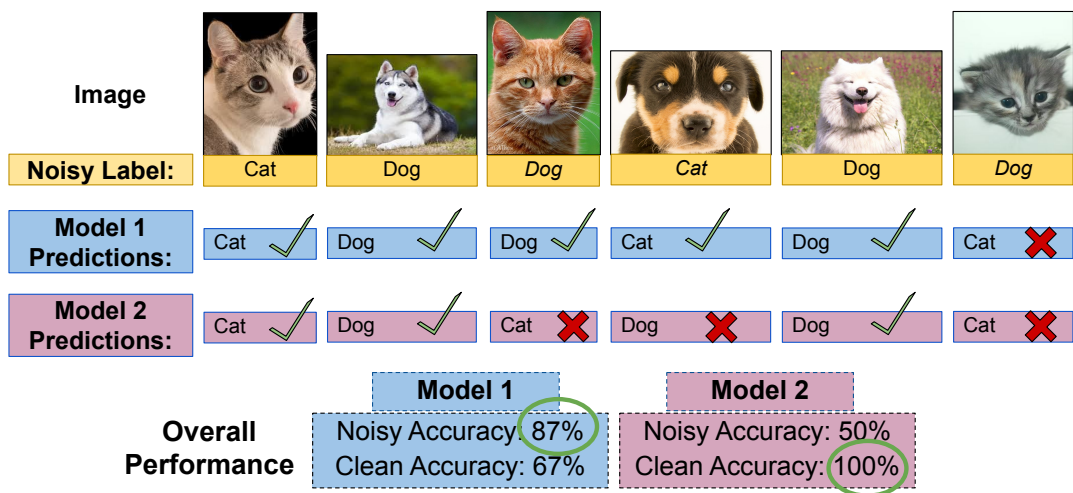 Image
Noisy Label:
Cat
Dog
Dog
Cat
Dog
Dog
Model 1
Predictions:
Cat
Dog
Dog
Cat
Dog
Cat
Model 2
Predictions:
Cat
Dog
Cat
Dog
Dog
Cat
Overall
Performance
Model 1
Noisy Accuracy: 87%
Clean Accuracy: 67%
Model 2
Noisy Accuracy: 50%
Clean Accuracy: 100%